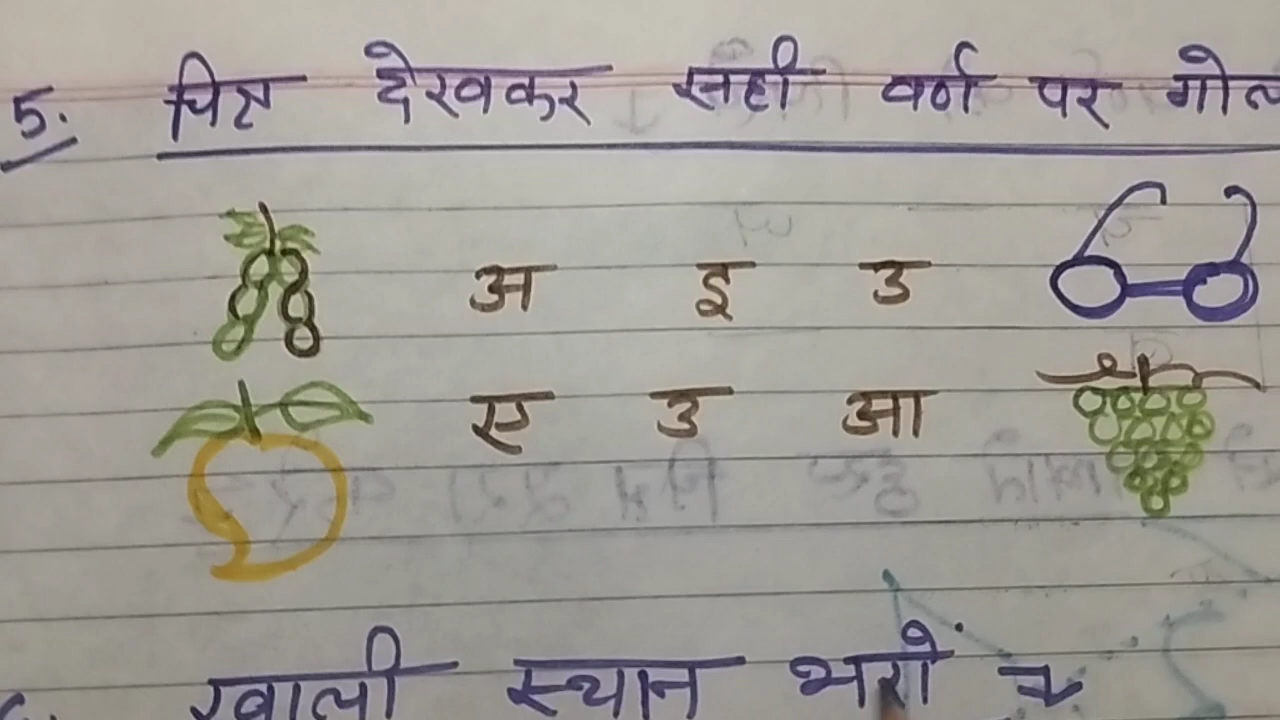 5. चित्र देखकर सही वर्ण पर गोल
अ इ उ
ए उ आ
खाली स्थान भरो